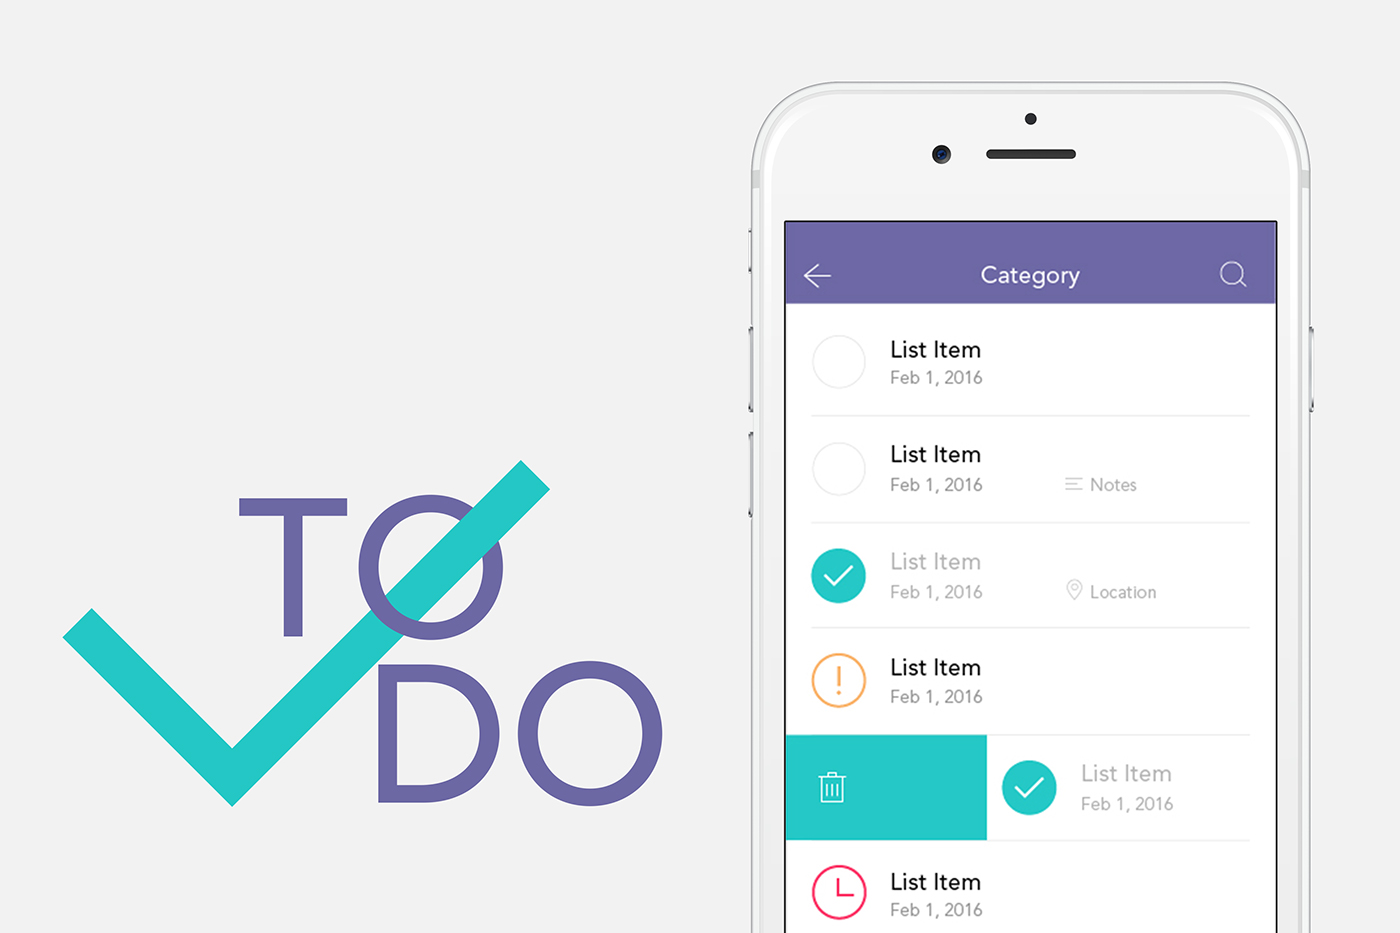 TO
DO
Category
List Item
Feb 1, 2016
List Item
Feb 1, 2016
Notes
List Item
Feb 1, 2016
Location
List Item
Feb 1, 2016
List Item
Feb 1, 2016
List Item
Feb 1, 2016